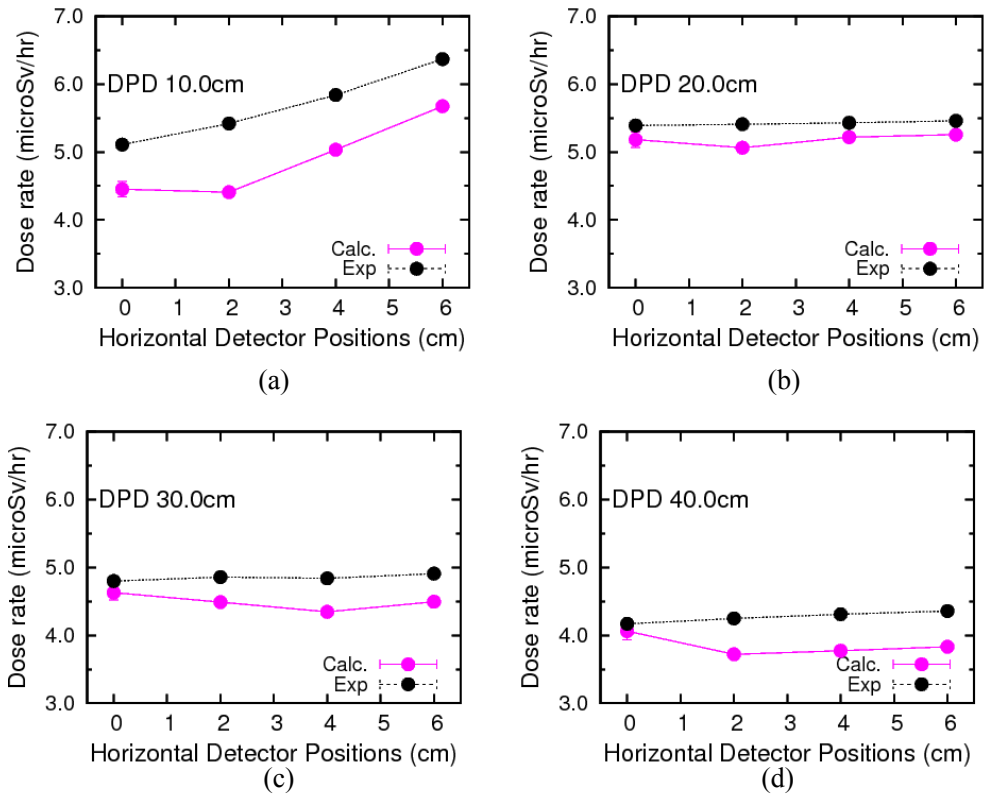 7.0
6.0
5.0
4.0
3.0
Dose rate (microSv/hr)
DPD 10.0cm
Calc.
Exp
0 1 2 3 4 5 6
Horizontal Detector Positions (cm)
(a)
7.0
6.0
5.0
4.0
3.0
Dose rate (microSv/hr)
DPD 20.0cm
Calc.
Exp
0 1 2 3 4 5 6
Horizontal Detector Positions (cm)
(b)
7.0
6.0
5.0
4.0
3.0
Dose rate (microSv/hr)
DPD 30.0cm
Calc.
Exp
0 1 2 3 4 5 6
Horizontal Detector Positions (cm)
(c)
7.0
6.0
5.0
4.0
3.0
Dose rate (microSv/hr)
DPD 40.0cm
Calc.
Exp
0 1 2 3 4 5 6
Horizontal Detector Positions (cm)
(d)